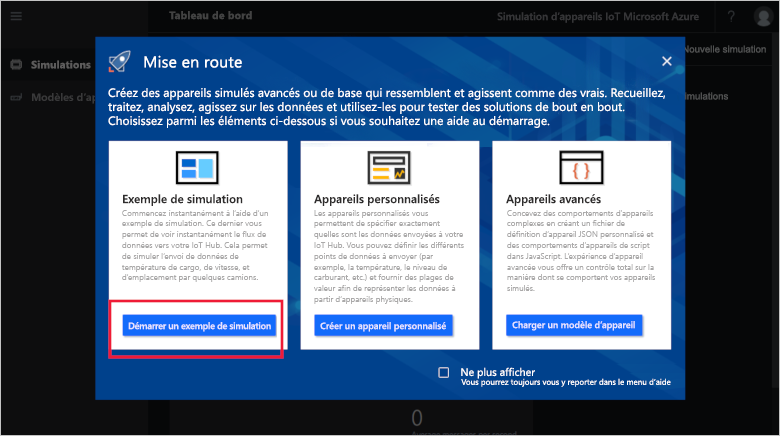 Tableau de bord
Simulation d'appareils IoT Microsoft Azure
?
Nouvelle simulation
Simulations
Modèles d'ap
mulations
Mise en route
Créez des appareils simulés avancés ou de base qui ressemblent et agissent comme des vrais. Recueillez,
traitez, analysez, agissez sur les données et utilisez-les pour tester des solutions de bout en bout.
Choisissez parmi les éléments ci-dessous si vous souhaitez une aide au démarrage.
Exemple de simulation
Commencez instantanément à l'aide d'un
exemple de simulation. Ce dernier vous
permet de voir instantanément le flux de
données vers votre IoT Hub. Cela permet
de simuler l'envoi de données de
température de cargo, de vitesse, et
d'emplacement par quelques camions.
Démarrer un exemple de simulation
Appareils personnalisés
Les appareils personnalisés vous
permettent de spécifier exactement
quelles sont les données envoyées à votre
IoT Hub. Vous pouvez définir les différents
points de données à envoyer (par
exemple, la température, le niveau de
carburant, etc.) et fournir des plages de
valeur afin de représenter les données à
partir d'appareils physiques.
Créer un appareil personnalisé
{ }
Appareils avancés
Concevez des comportements d'appareils
complexes en créant un fichier de
définition d'appareil JSON personnalisé et
des comportements d'appareils de script
dans JavaScript. L'expérience d'appareil
avancée vous offre un contrôle total sur la
manière dont se comportent vos appareils
simulés.
Charger un modèle d'appareil
Ne plus afficher
Vous pourrez toujours vous y reporter dans le menu d'aide
0